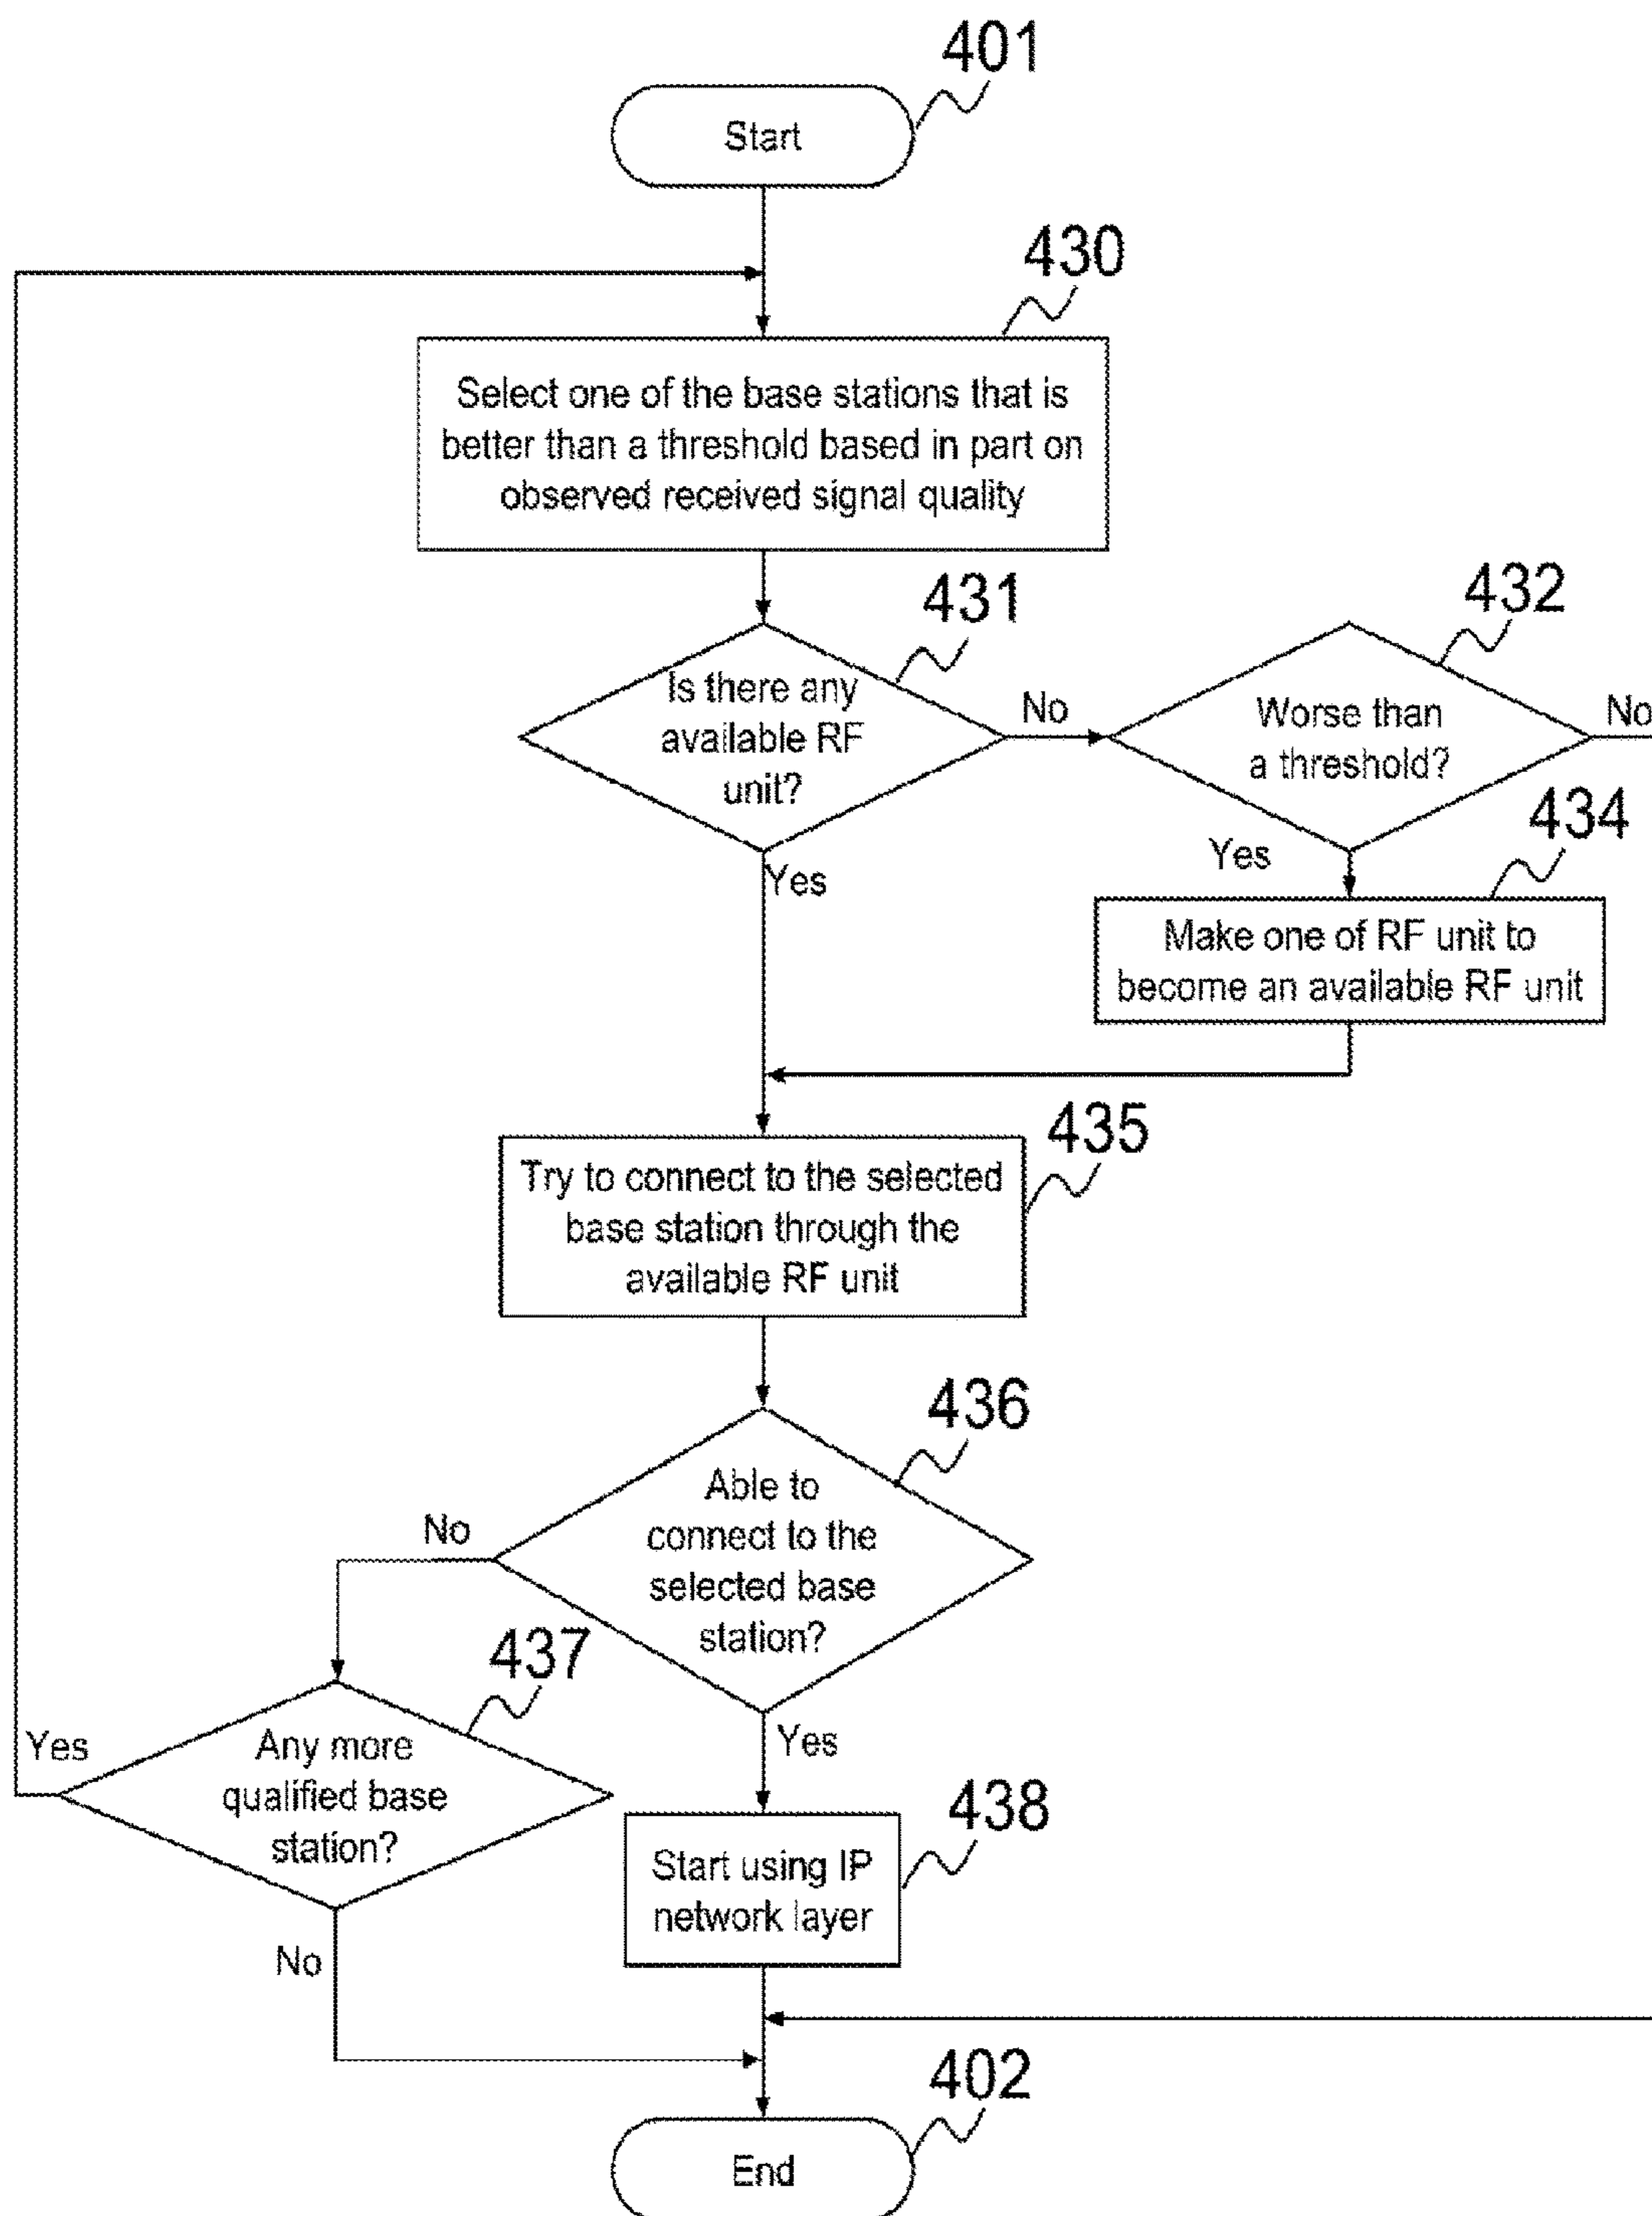 401
Start
430
Select one of the base stations that is
better than a threshold based in part on
observed received signal quality
431
Is there any
available RF
unit?
No
432
Worse than
a threshold?
No
Yes
Yes
434
Make one of RF unit to
become an available RF unit
435
Try to connect to the selected
base station through the
available RF unit
436
Able to
connect to the
selected base
station?
No
437
Any more
qualified base
station?
Yes
Yes
438
Start using IP
network layer
No
402
End